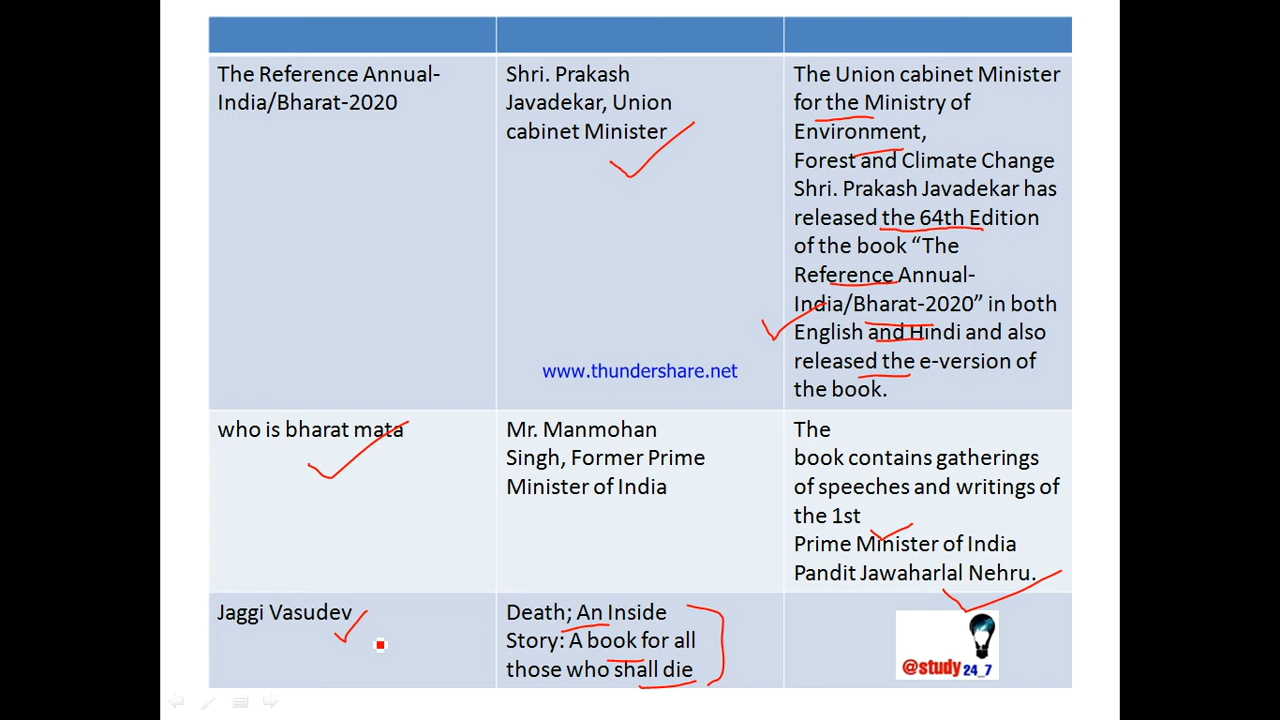 The Reference Annual-
India/Bharat-2020
Shri. Prakash
Javadekar, Union
cabinet Minister
The Union cabinet Minister
for the Ministry of
Environment,
Forest and Climate Change
Shri. Prakash Javadekar has
released the 64th Edition
of the book “The
Reference Annual-
India/Bharat-2020” in both
English and Hindi and also
released the e-version of
the book.
www.thundershare.net
who is bharat mata
Mr. Manmohan
Singh, Former Prime
Minister of India
The
book contains gatherings
of speeches and writings of
the 1st
Prime Minister of India
Pandit Jawaharlal Nehru.
Jaggi Vasudev
Death; An Inside
Story: A book for all
those who shall die
@study 24_7